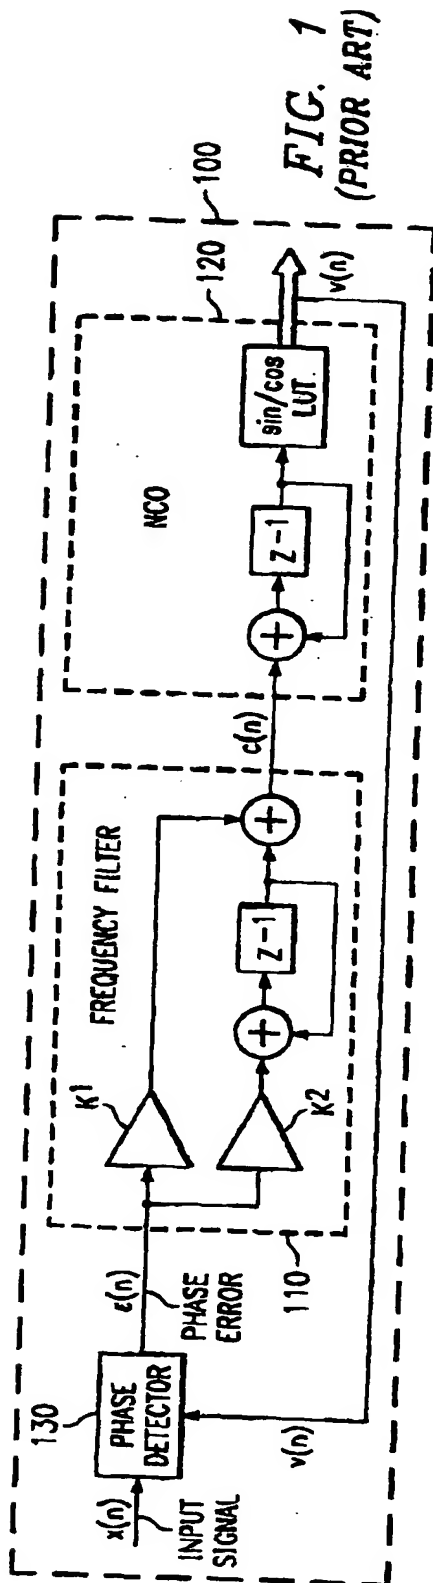 x(n)
INPUT
SIGNAL
130
PHASE
DETECTOR
v(n)
ε(n)
PHASE
ERROR
110
K1
K2
FREQUENCY FILTER
+
Z-1
+
c(n)
NCO
+
Z-1
sin/cos
LUT
120
100
v(n)
FIG. 1
(PRIOR ART)